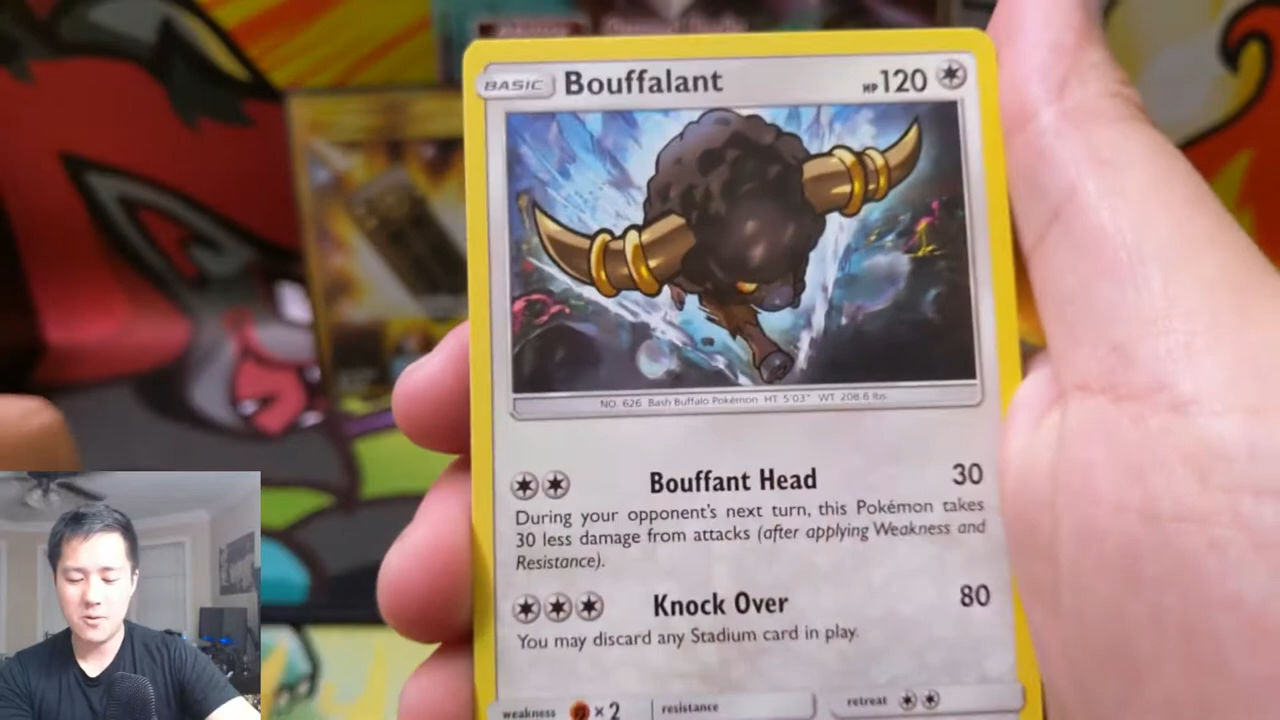 BASIC Bouffalant HP 120
NO. 626 Bash Buffalo Pokémon HT 5'03" WT 208.6 lbs
Bouffant Head 30
During your opponent's next turn, this Pokémon takes
30 less damage from attacks (after applying Weakness and
Resistance).
Knock Over 80
You may discard any Stadium card in play.
weakness ×2 resistance retreat